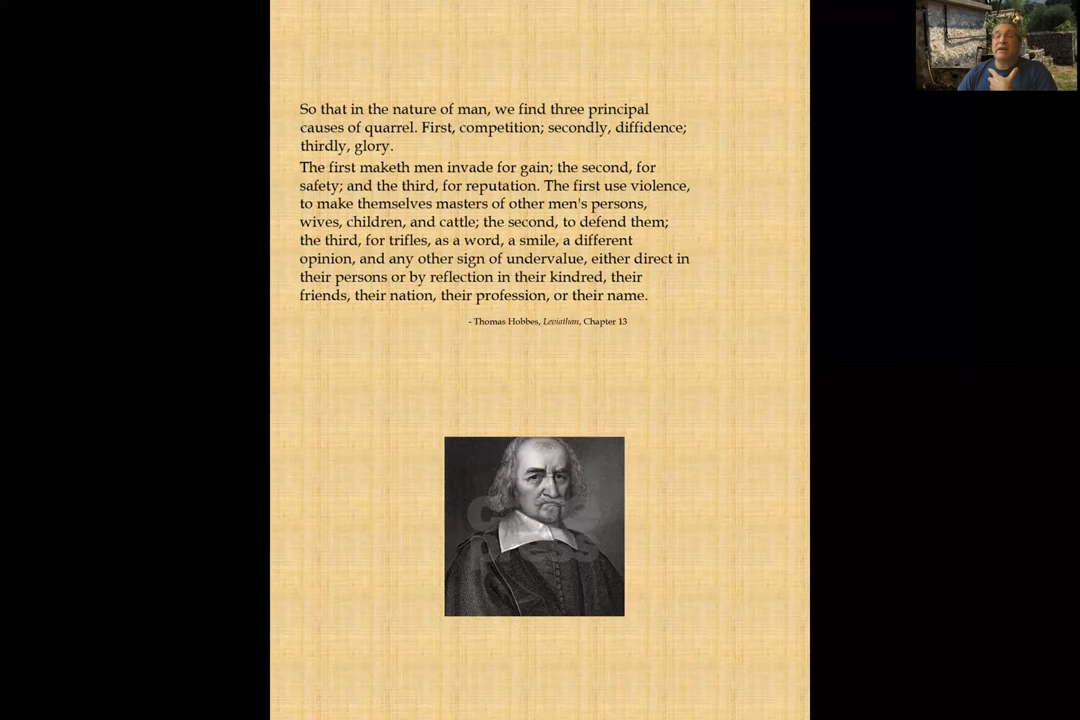 So that in the nature of man, we find three principal
causes of quarrel. First, competition; secondly, diffidence;
thirdly, glory.
The first maketh men invade for gain; the second, for
safety; and the third, for reputation. The first use violence,
to make themselves masters of other men's persons,
wives, children, and cattle; the second, to defend them;
the third, for trifles, as a word, a smile, a different
opinion, and any other sign of undervalue, either direct in
their persons or by reflection in their kindred, their
friends, their nation, their profession, or their name.
- Thomas Hobbes, Leviathan, Chapter 13